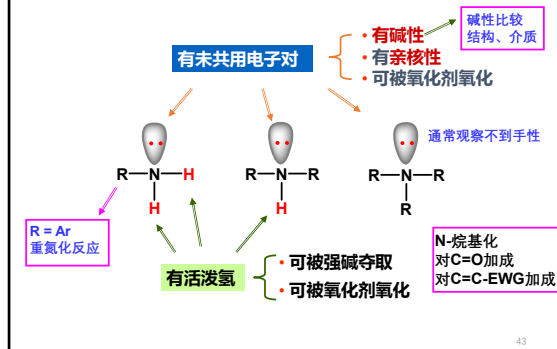 碱性比较
结构、介质
• 有碱性
有未共用电子对
• 有亲核性
• 可被氧化剂氧化
通常观察不到手性
R—N—H
H
R—N—R
H
R—N—R
R
R = Ar
重氮化反应
N-烷基化
对C=O加成
对C=C-EWG加成
有活泼氢
• 可被强碱夺取
• 可被氧化剂氧化
43